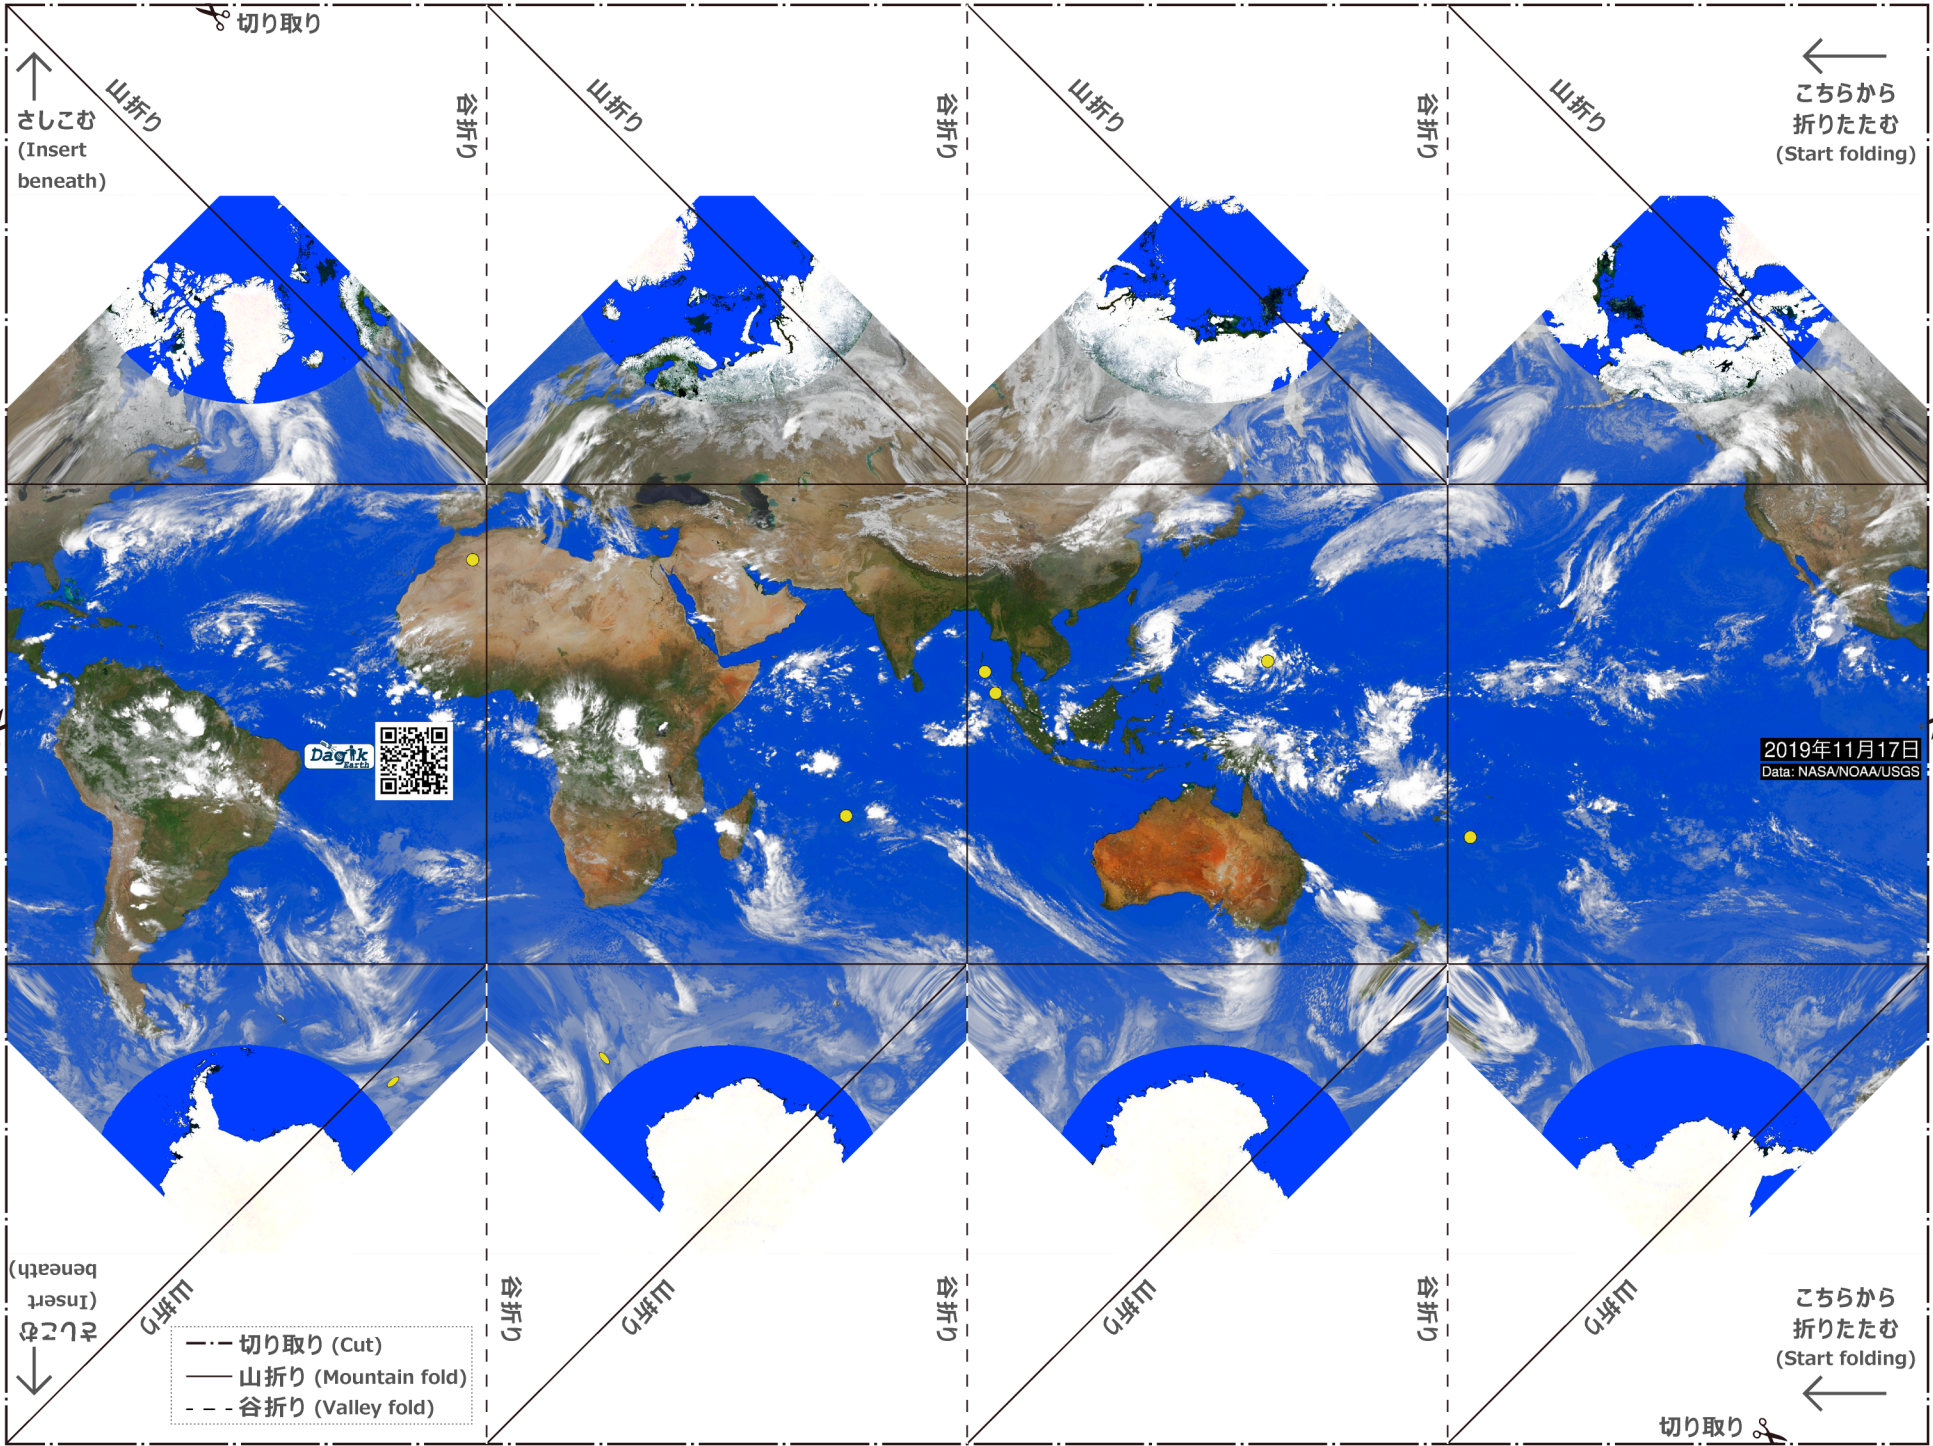 切り取り
山折り
谷折り
山折り
谷折り
山折り
谷折り
山折り
さしこむ
(Insert
beneath)
こちらから
折りたたむ
(Start folding)
Dagik
Earth
2019年11月17日
Data: NASA/NOAA/USGS
さしこむ
(Insert
beneath)
山折り
谷折り
山折り
谷折り
山折り
谷折り
山折り
こちらから
折りたたむ
(Start folding)
切り取り (Cut)
山折り (Mountain fold)
谷折り (Valley fold)
切り取り